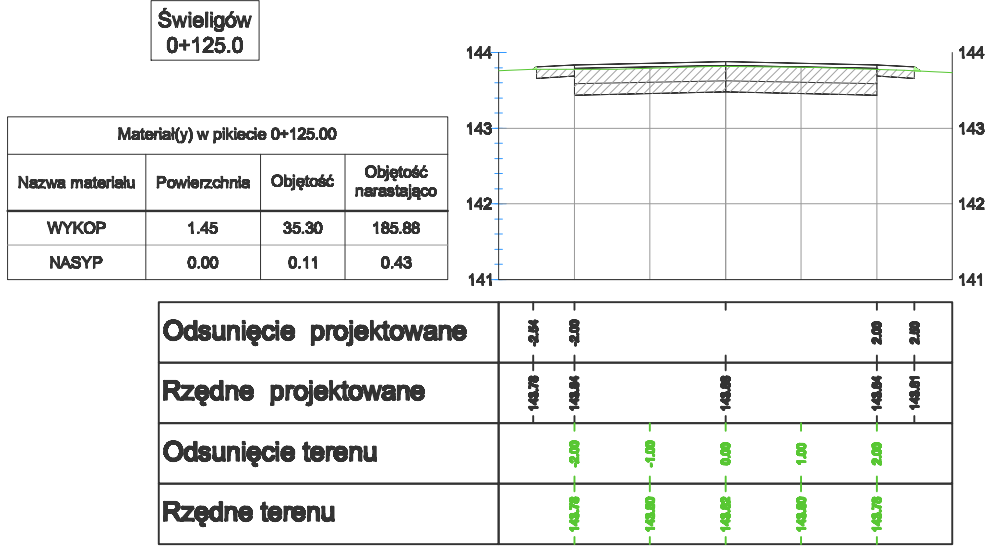 Świeligów
0+125.0
Materiał(y) w pikiecie 0+125.00
Nazwa materiału Powierzchnia Objętość Objętość narastająco
WYKOP 1.45 35.30 185.88
NASYP 0.00 0.11 0.43
144 144
143 143
142 142
141 141
Odsunięcie projektowane -2.54 -2.00 2.00 2.50
Rzędne projektowane 143.78 143.84 143.88 143.84 143.81
Odsunięcie terenu -2.00 -1.00 0.00 1.00 2.00
Rzędne terenu 143.78 143.80 143.82 143.80 143.78